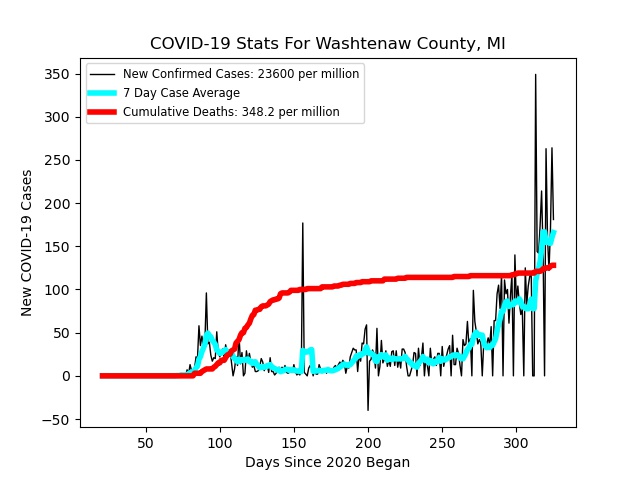 COVID-19 Stats For Washtenaw County, MI
New Confirmed Cases: 23600 per million
7 Day Case Average
Cumulative Deaths: 348.2 per million
New COVID-19 Cases
350
300
250
200
150
100
50
0
−50
50 100 150 200 250 300
Days Since 2020 Began